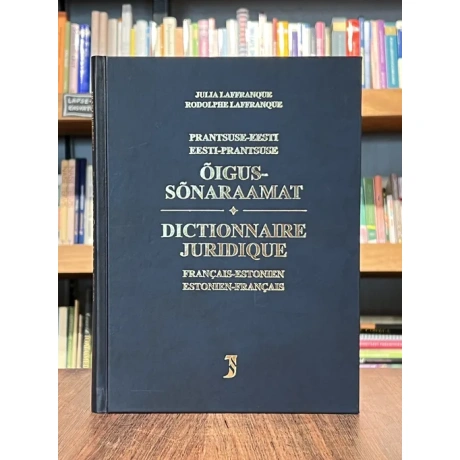 JULIA LAFFRANQUE
RODOLPHE LAFFRANQUE
PRANTSUSE-EESTI
EESTI-PRANTSUSE
ÕIGUS-
SÕNARAAMAT
DICTIONNAIRE
JURIDIQUE
FRANÇAIS-ESTONIEN
ESTONIEN-FRANÇAIS